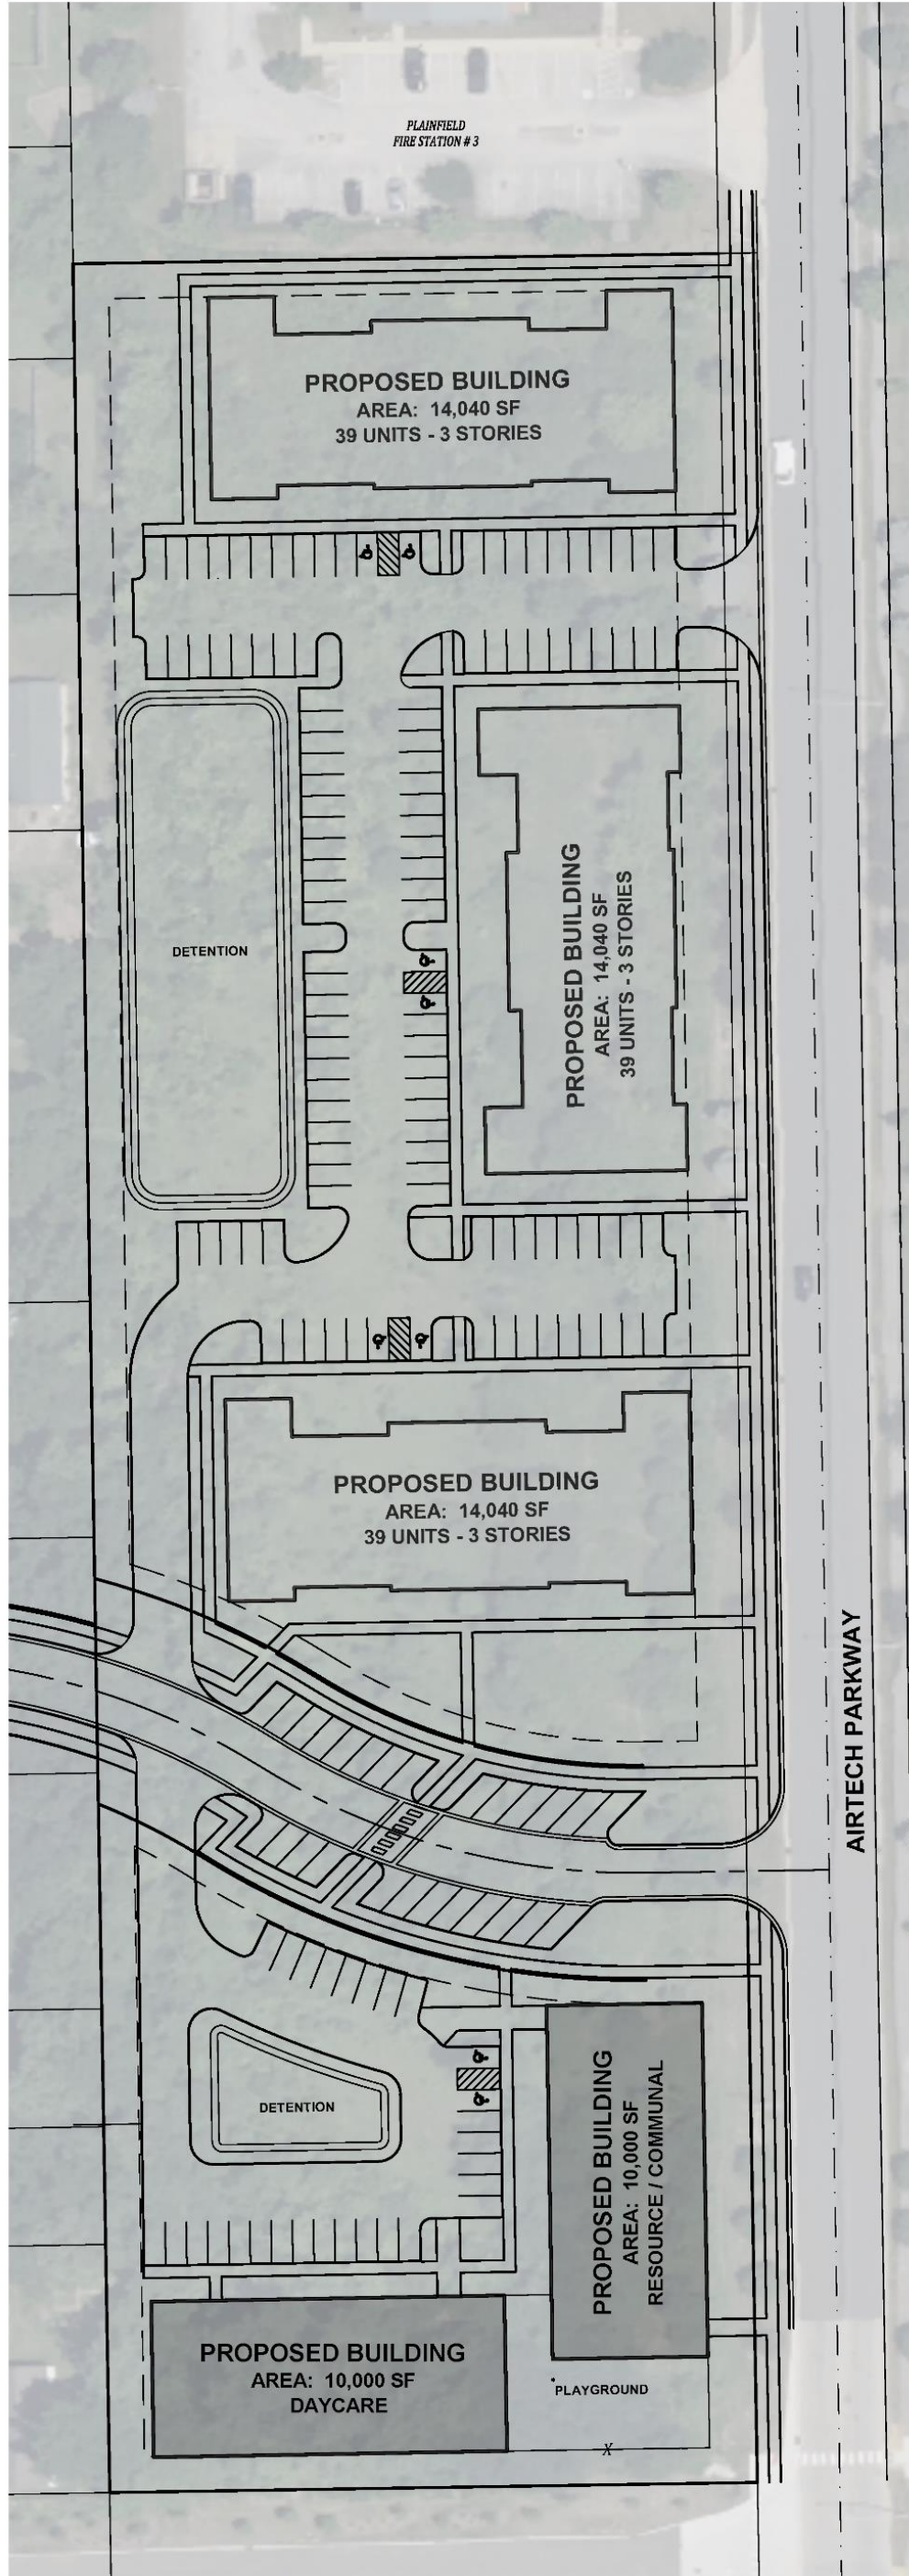 PLAINFIELD
FIRE STATION # 3
PROPOSED BUILDING
AREA: 14,040 SF
39 UNITS - 3 STORIES
PROPOSED BUILDING
AREA: 14,040 SF
39 UNITS - 3 STORIES
DETENTION
PROPOSED BUILDING
AREA: 14,040 SF
39 UNITS - 3 STORIES
AIRTECH PARKWAY
DETENTION
PROPOSED BUILDING
AREA: 10,000 SF
RESOURCE / COMMUNAL
PROPOSED BUILDING
AREA: 10,000 SF
DAYCARE
PLAYGROUND
X